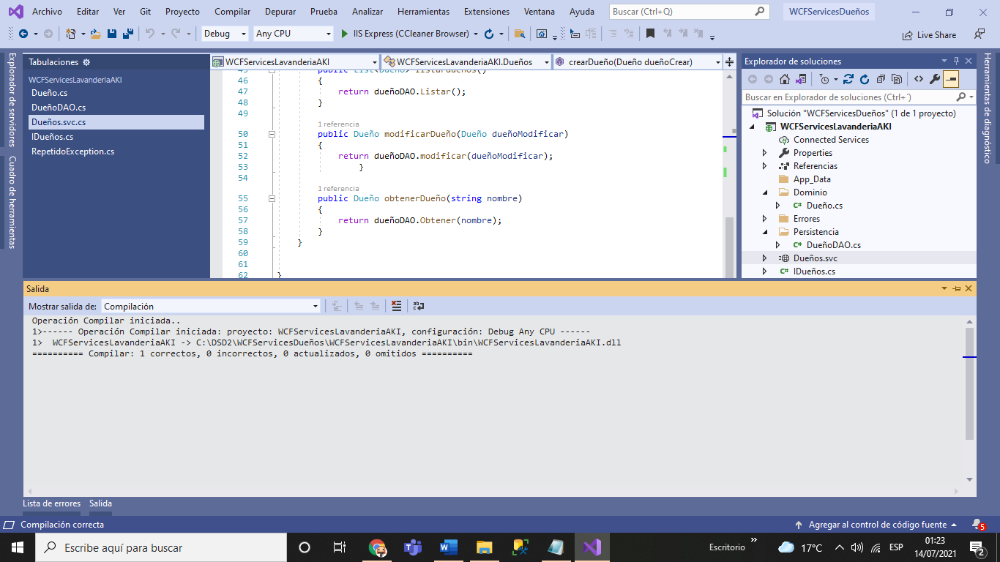 Archivo Editar Ver Git Proyecto Compilar Depurar Prueba Analizar Herramientas Extensiones Ventana Ayuda Buscar (Ctrl+Q) WCFServicesDueños
Debug Any CPU IIS Express (CCleaner Browser) Live Share
Explorador de servidores
Cuadro de herramientas
Tabulaciones
WCFServicesLavanderiaAKI
Dueño.cs
DueñoDAO.cs
Dueños.svc.cs
IDueños.cs
RepetidoException.cs
WCFServicesLavanderiaAKI WCFServicesLavanderiaAKI.Dueños crearDueño(Dueño dueñoCrear)
45 public List<Dueño> listarDueños()
46 {
47 return dueñoDAO.Listar();
48 }
49
1 referencia
50 public Dueño modificarDueño(Dueño dueñoModificar)
51 {
52 return dueñoDAO.modificar(dueñoModificar);
53 }
54
1 referencia
55 public Dueño obtenerDueño(string nombre)
56 {
57 return dueñoDAO.Obtener(nombre);
58 }
59 }
60
61
62 }
Explorador de soluciones
Buscar en Explorador de soluciones (Ctrl+´)
Solución "WCFServicesDueños" (1 de 1 proyecto)
WCFServicesLavanderiaAKI
Connected Services
Properties
Referencias
App_Data
Dominio
C# Dueño.cs
Errores
Persistencia
C# DueñoDAO.cs
Dueños.svc
C# IDueños.cs
Herramientas de diagnóstico
Salida
Mostrar salida de: Compilación
Operación Compilar iniciada..
1>------ Operación Compilar iniciada: proyecto: WCFServicesLavanderiaAKI, configuración: Debug Any CPU ------
1>  WCFServicesLavanderiaAKI -> C:\DSD2\WCFServicesDueños\WCFServicesLavanderiaAKI\bin\WCFServicesLavanderiaAKI.dll
========== Compilar: 1 correctos, 0 incorrectos, 0 actualizados, 0 omitidos ==========
Lista de errores Salida
Compilación correcta Agregar al control de código fuente 5
Escribe aquí para buscar Escritorio 17°C ESP 01:23
14/07/2021 2